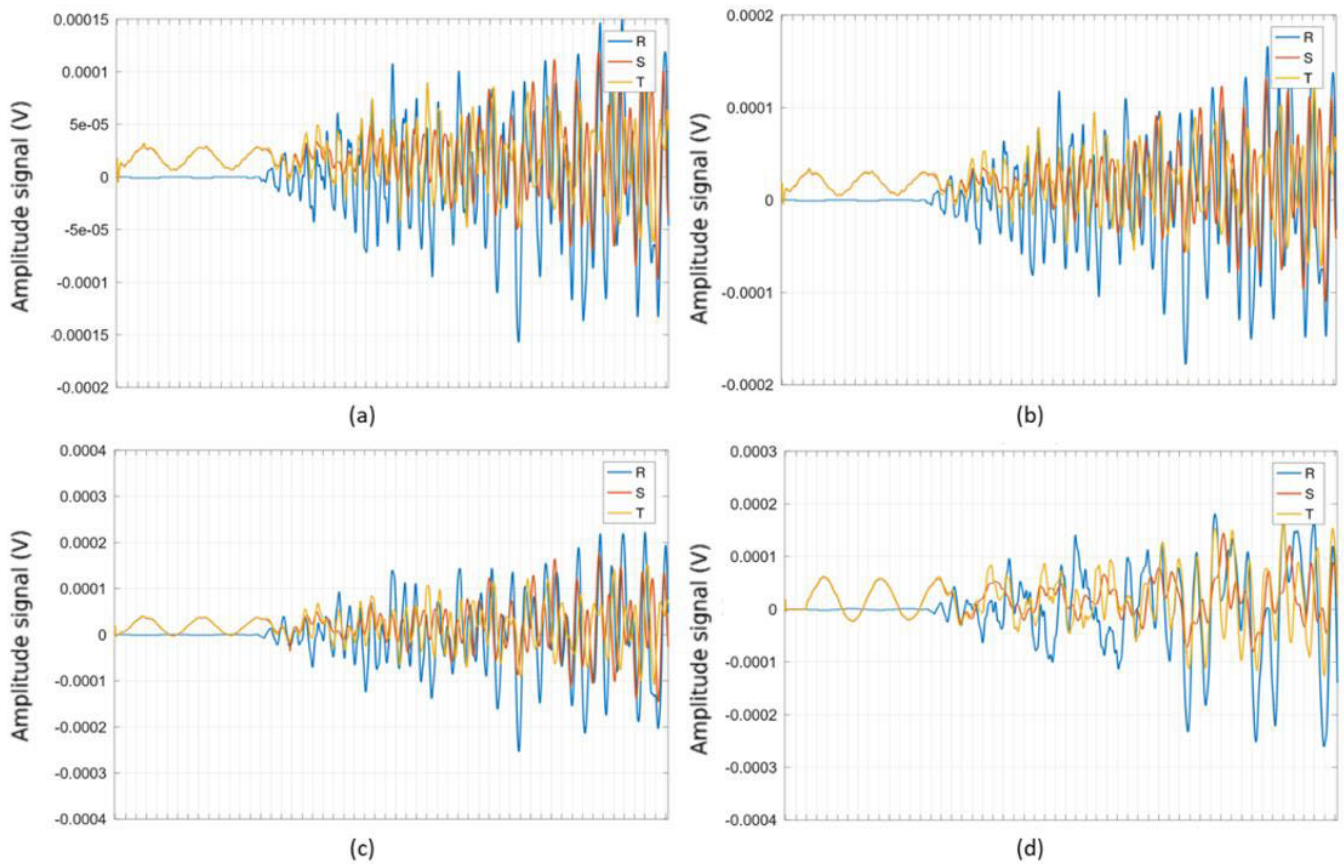 (a)
Amplitude signal (V)
0.00015
0.0001
5e-05
0
-5e-05
-0.0001
-0.00015
-0.0002
R
S
T
(b)
Amplitude signal (V)
0.0002
0.0001
0
-0.0001
-0.0002
R
S
T
(c)
Amplitude signal (V)
0.0004
0.0003
0.0002
0.0001
0
-0.0001
-0.0002
-0.0003
-0.0004
R
S
T
(d)
Amplitude signal (V)
0.0003
0.0002
0.0001
0
-0.0001
-0.0002
-0.0003
-0.0004
R
S
T